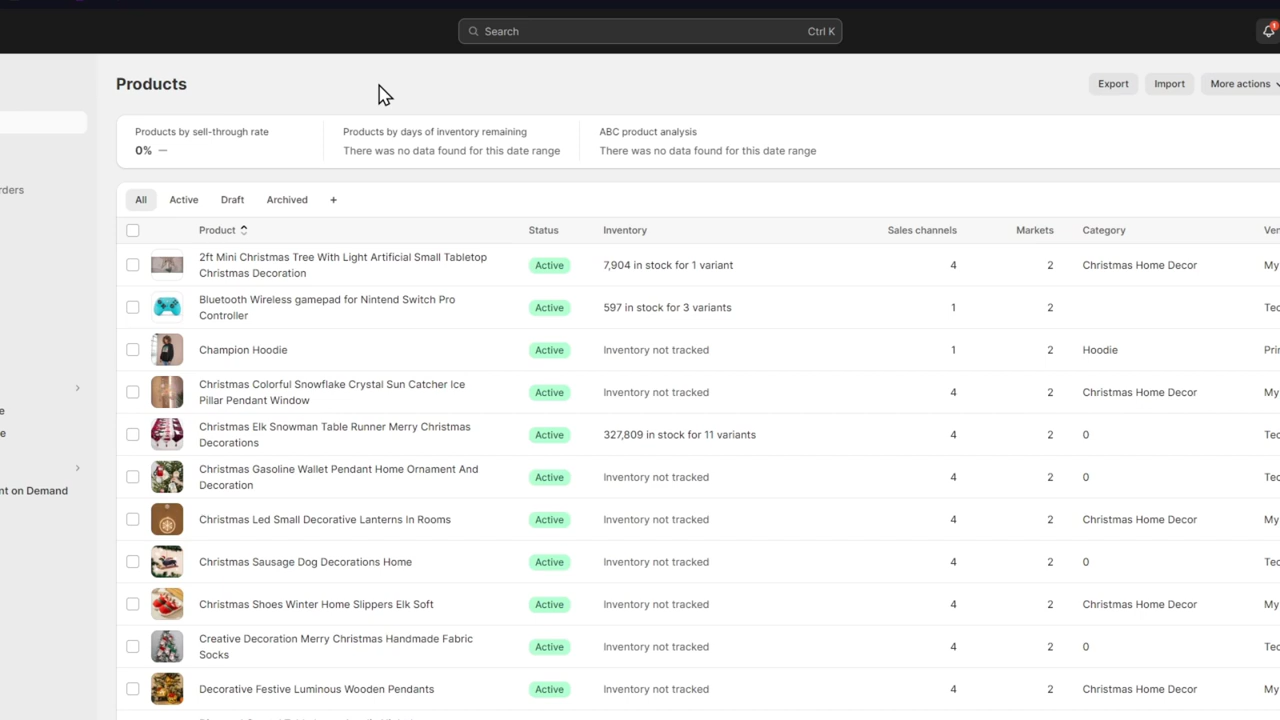 Search Ctrl K
1
Products
Export Import More actions
Products by sell-through rate Products by days of inventory remaining ABC product analysis
0% — There was no data found for this date range There was no data found for this date range
All Active Draft Archived +
Product Status Inventory Sales channels Markets Category Ven
2ft Mini Christmas Tree With Light Artificial Small Tabletop
Christmas Decoration
Active 7,904 in stock for 1 variant 4 2 Christmas Home Decor My
Bluetooth Wireless gamepad for Nintend Switch Pro
Controller
Active 597 in stock for 3 variants 1 2 Tec
Champion Hoodie Active Inventory not tracked 1 2 Hoodie Prin
Christmas Colorful Snowflake Crystal Sun Catcher Ice
Pillar Pendant Window
Active Inventory not tracked 4 2 Christmas Home Decor My
Christmas Elk Snowman Table Runner Merry Christmas
Decorations
Active 327,809 in stock for 11 variants 4 2 0 Tec
Christmas Gasoline Wallet Pendant Home Ornament And
Decoration
Active Inventory not tracked 4 2 0 Tec
Christmas Led Small Decorative Lanterns In Rooms Active Inventory not tracked 4 2 Christmas Home Decor My
Christmas Sausage Dog Decorations Home Active Inventory not tracked 4 2 0 Tec
Christmas Shoes Winter Home Slippers Elk Soft Active Inventory not tracked 4 2 Christmas Home Decor My
Creative Decoration Merry Christmas Handmade Fabric
Socks
Active Inventory not tracked 4 2 0 Tec
Decorative Festive Luminous Wooden Pendants Active Inventory not tracked 4 2 Christmas Home Decor My
rders
e
e
nt on Demand